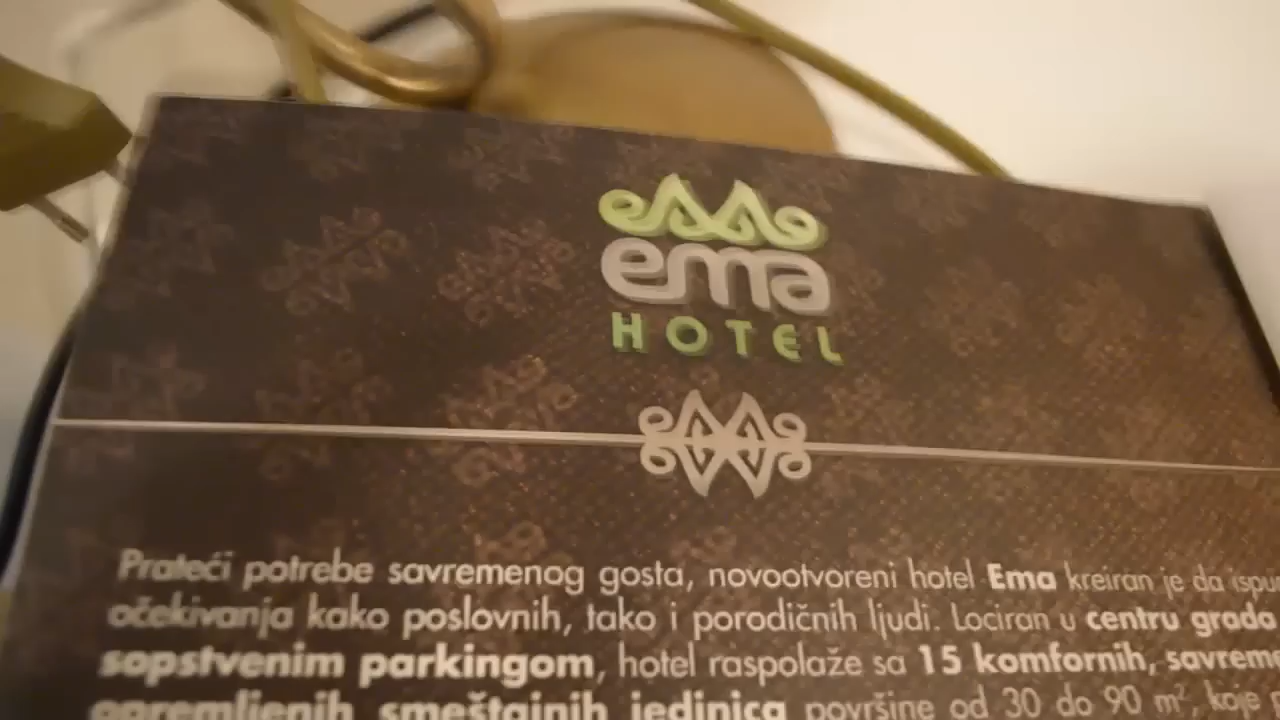 ema
HOTEL
Prateći potrebe savremenog gosta, novootvoreni hotel Ema kreiran je da
očekivanja kako poslovnih, tako i porodičnih ljudi. Lociran u centru grada
sopstvenim parkingom, hotel raspolaže sa 15 komfornih,
opremljenih smeštajnih jedinica površine od 30 do 90 m², koje